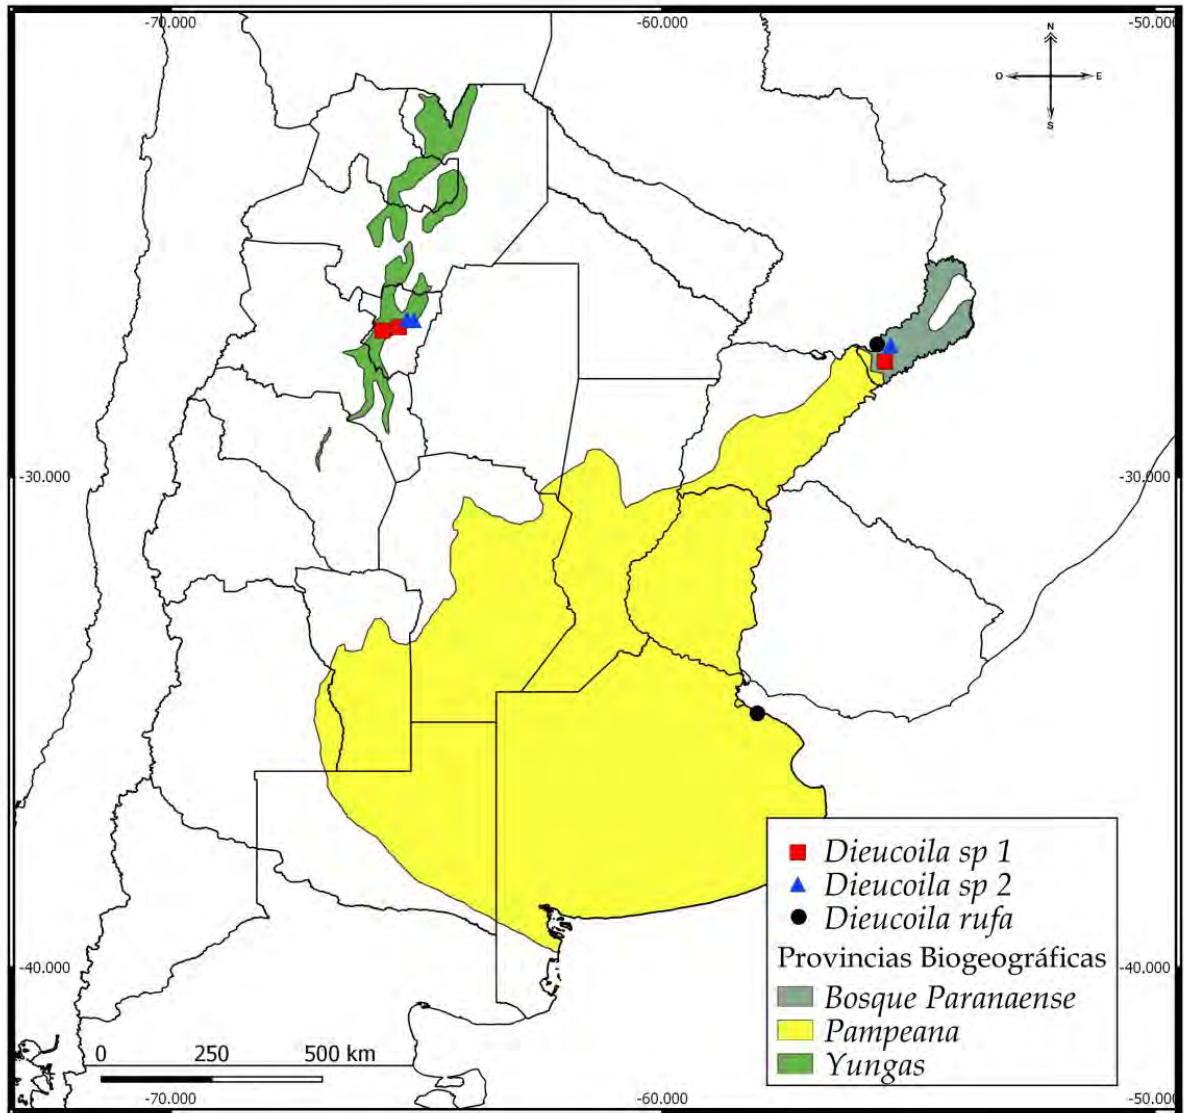 -70.000
-60.000
-50.000
N
O
E
S
-30.000
-30.000
Dieucoila sp 1
Dieucoila sp 2
Dieucoila rufa
Provincias Biogeográficas
Bosque Paranaense
Pampeana
Yungas
-40.000
-40.000
0 250 500 km
-70.000
-60.000
-50.000